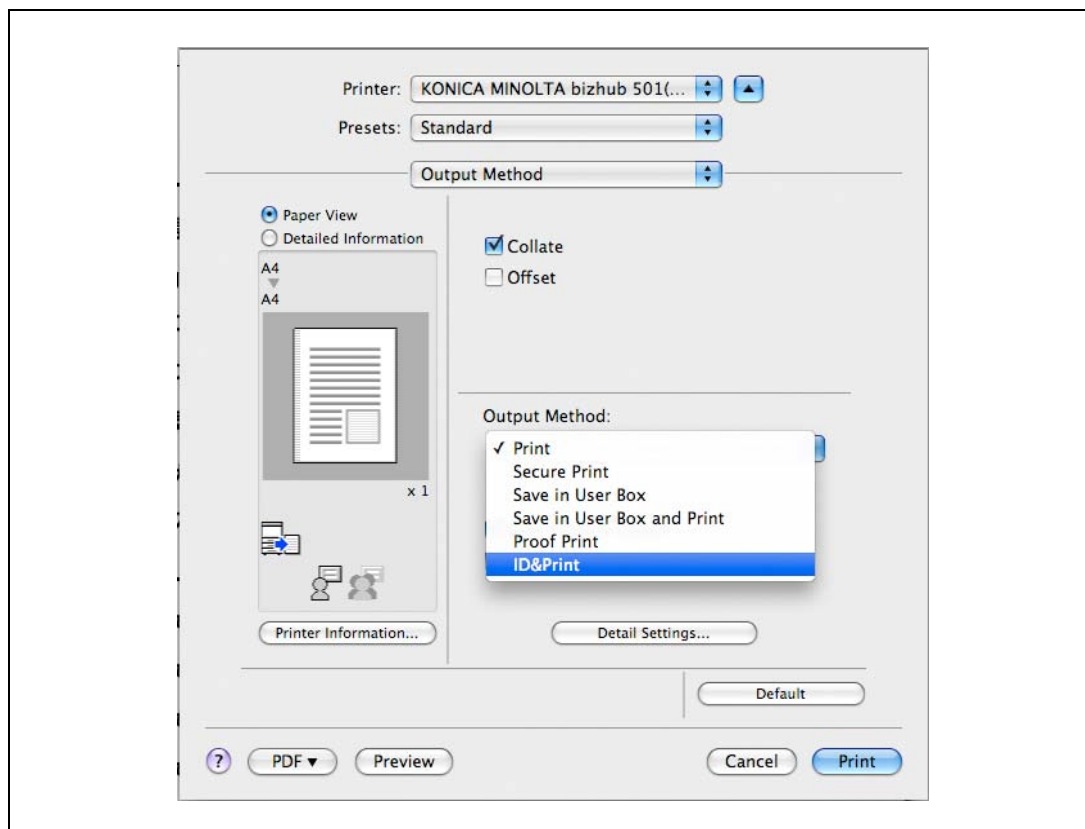 Printer: KONICA MINOLTA bizhub 501(...
Presets: Standard
Output Method
Paper View
Detailed Information
A4
A4
x 1
Printer Information...
Collate
Offset
Output Method:
✓ Print
Secure Print
Save in User Box
Save in User Box and Print
Proof Print
ID&Print
Detail Settings...
Default
? PDF ▼ Preview Cancel Print